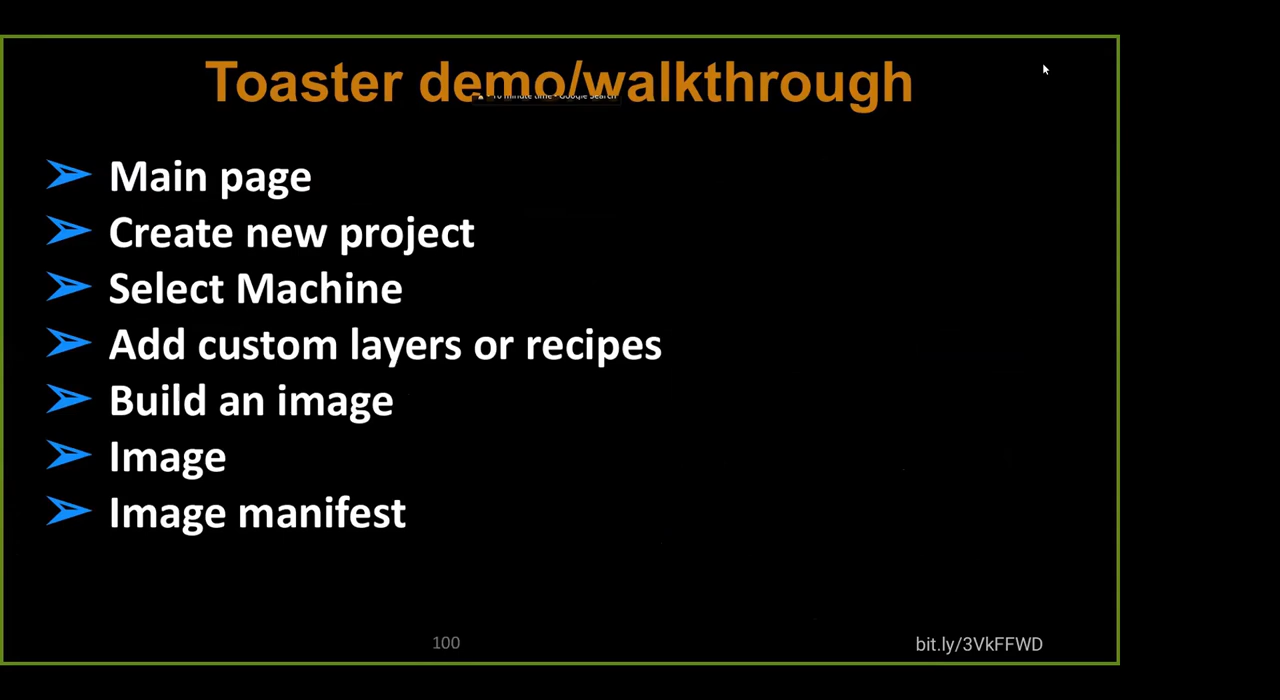 Toaster demo/walkthrough
Main page
Create new project
Select Machine
Add custom layers or recipes
Build an image
Image
Image manifest
100
bit.ly/3VkFFWD